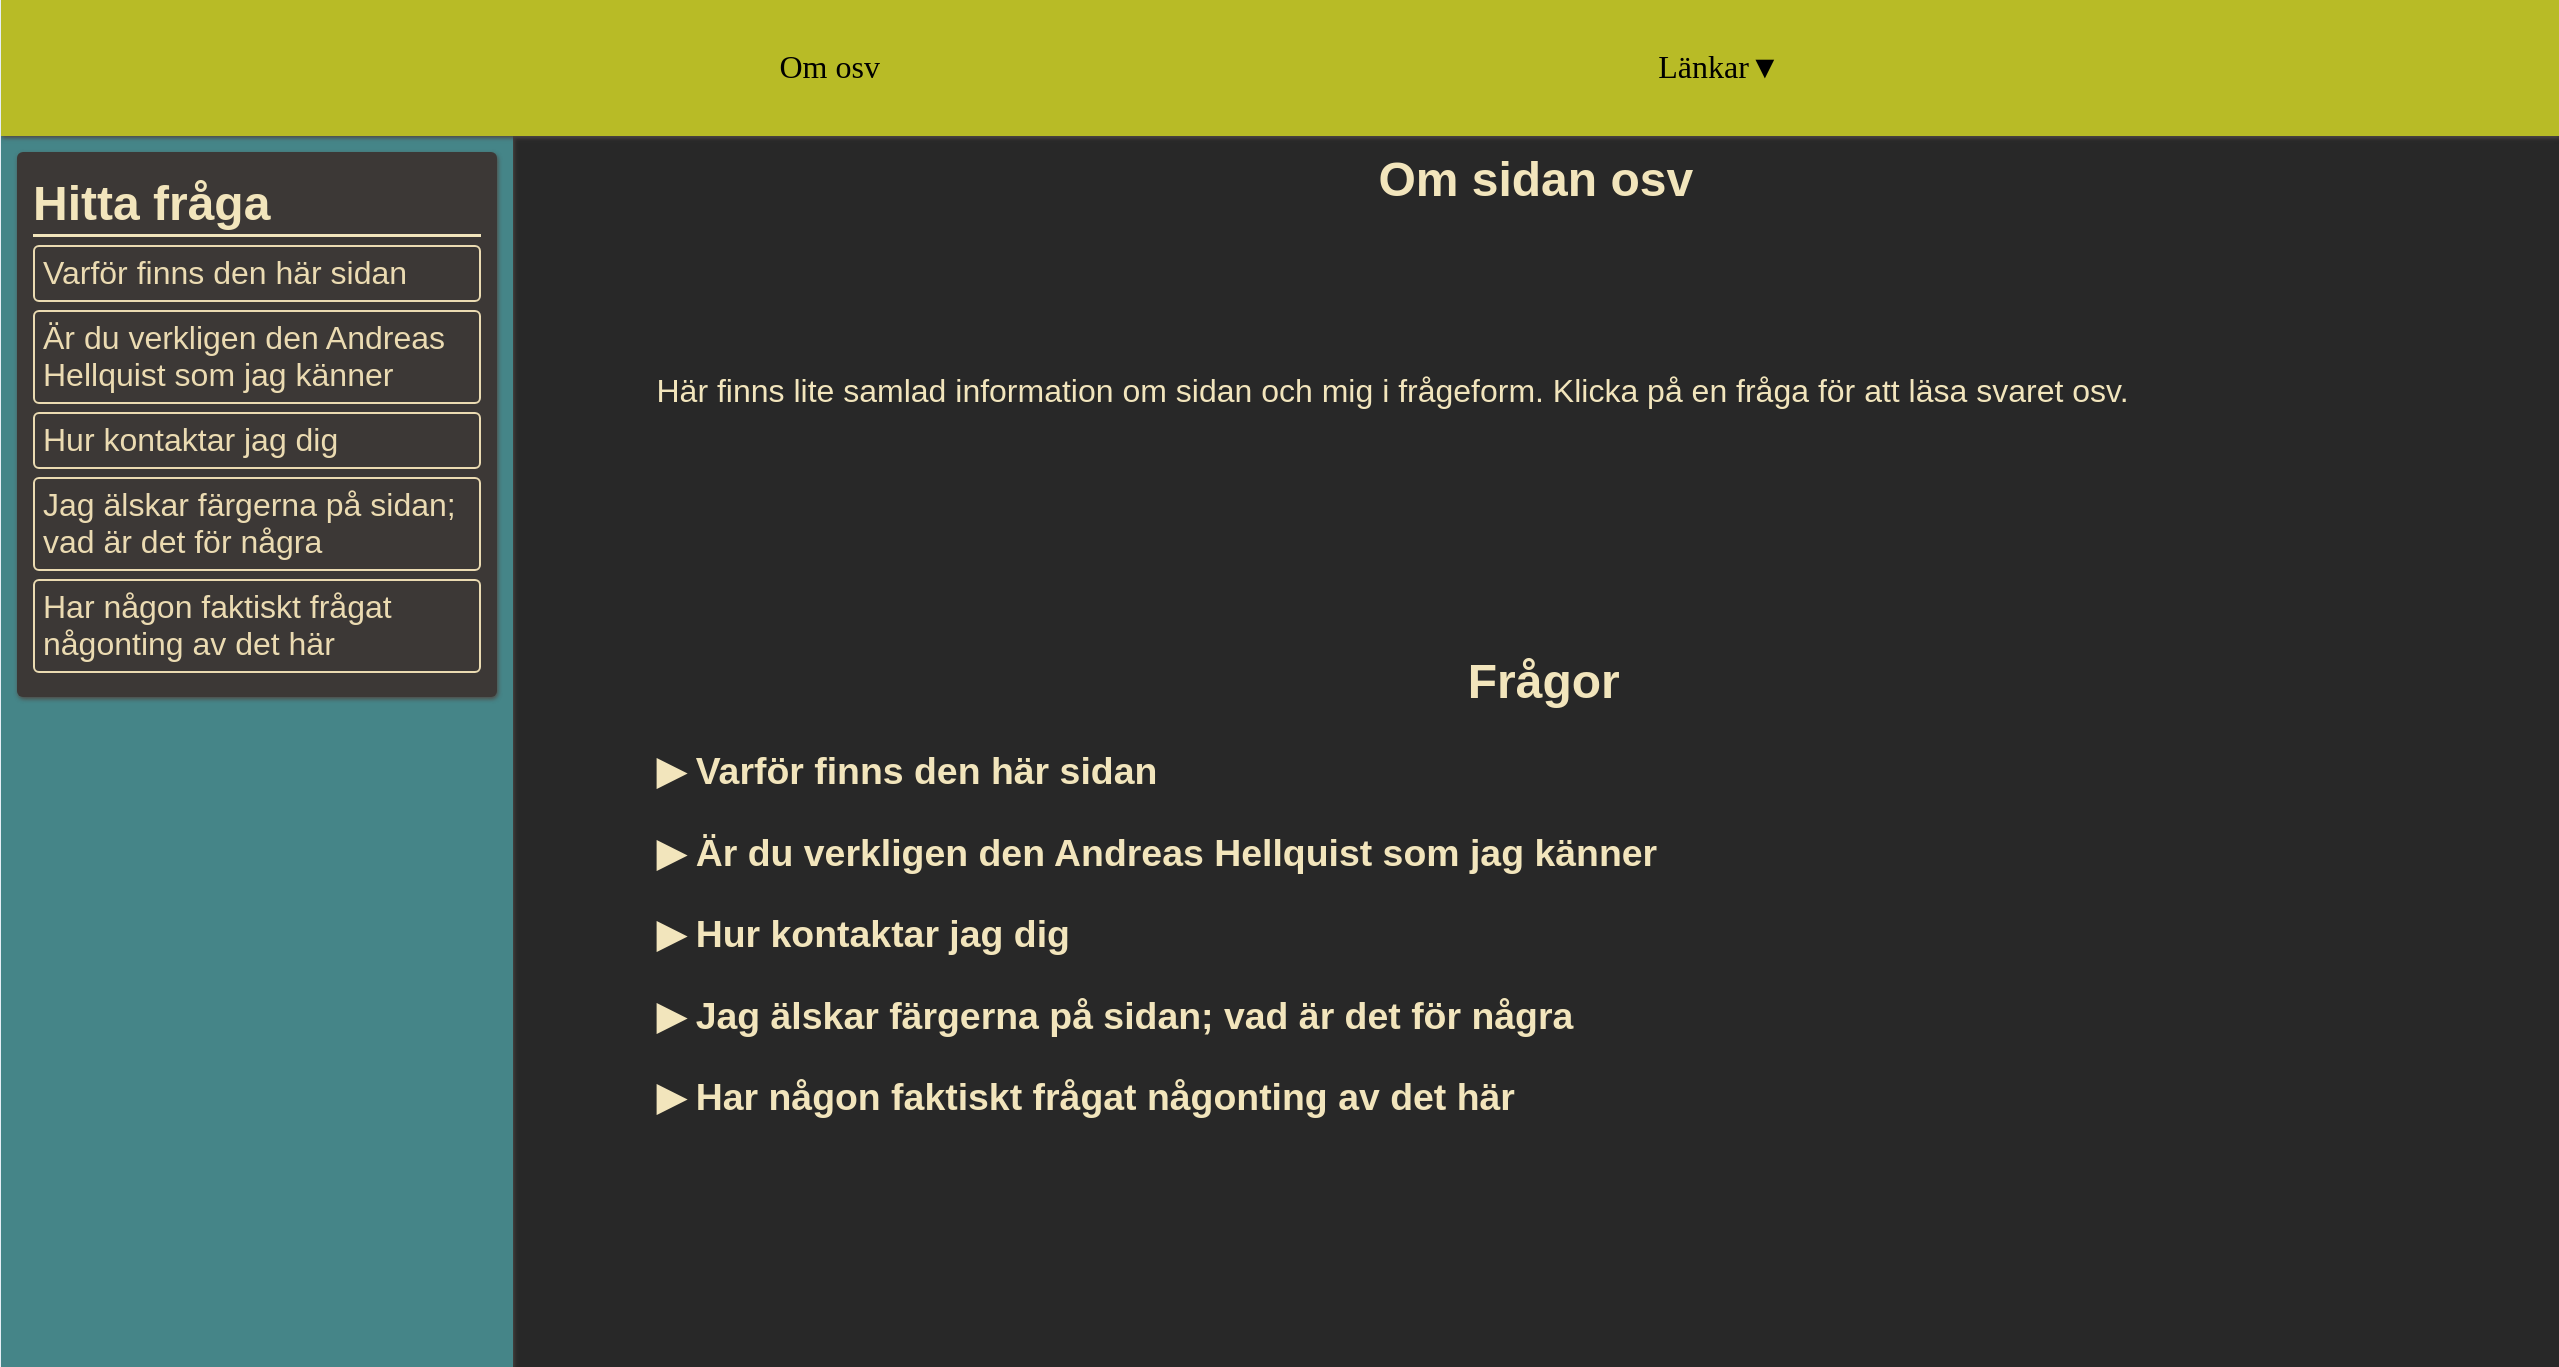 Om osv
Länkar▼
Hitta fråga
Varför finns den här sidan
Är du verkligen den Andreas
Hellquist som jag känner
Hur kontaktar jag dig
Jag älskar färgerna på sidan;
vad är det för några
Har någon faktiskt frågat
någonting av det här
Om sidan osv
Här finns lite samlad information om sidan och mig i frågeform. Klicka på en fråga för att läsa svaret osv.
Frågor
▶ Varför finns den här sidan
▶ Är du verkligen den Andreas Hellquist som jag känner
▶ Hur kontaktar jag dig
▶ Jag älskar färgerna på sidan; vad är det för några
▶ Har någon faktiskt frågat någonting av det här